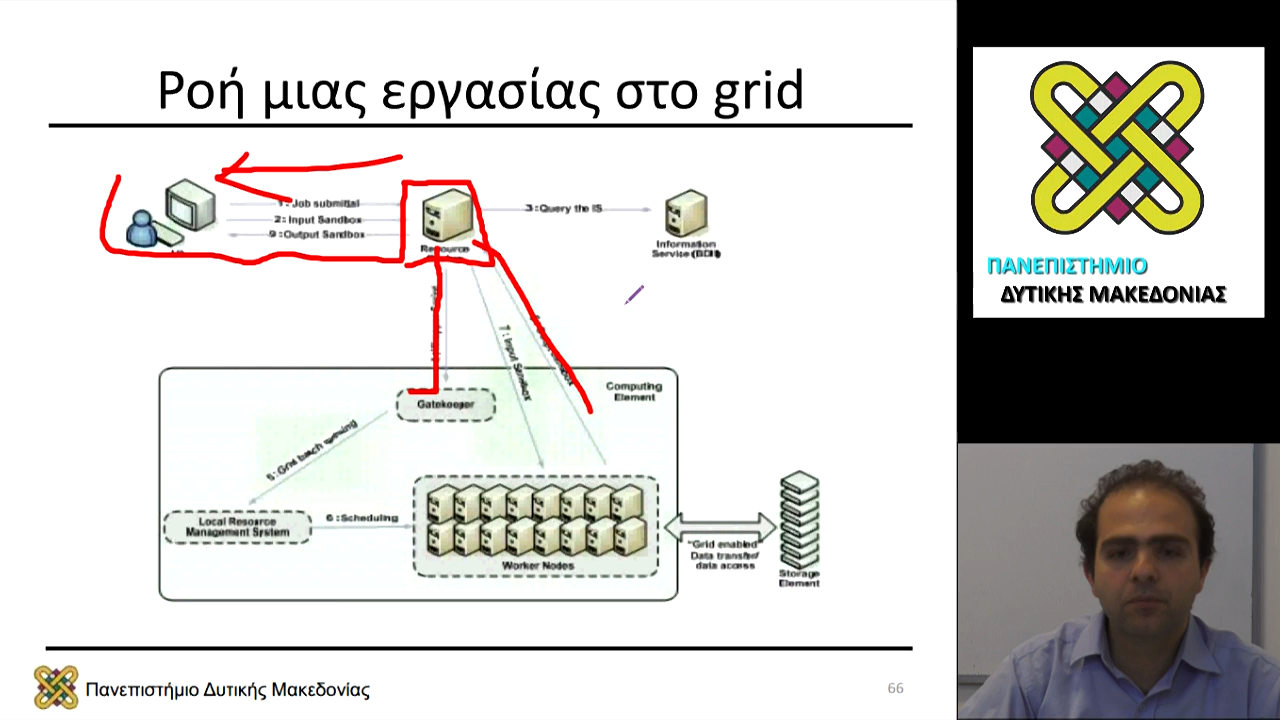 Ροή μιας εργασίας στο grid
1: Job submittal
2: Input Sandbox
9: Output Sandbox
3: Query the IS
Resource
Information
Service (BDII)
7: Input Sandbox
Computing
Element
Gatekeeper
5: Grid batch queuing
Local Resource
Management System
6: Scheduling
Worker Nodes
"Grid enabled"
Data transfer/
data access
Storage
Element
Πανεπιστήμιο Δυτικής Μακεδονίας
66
ΠΑΝΕΠΙΣΤΗΜΙΟ
ΔΥΤΙΚΗΣ ΜΑΚΕΔΟΝΙΑΣ